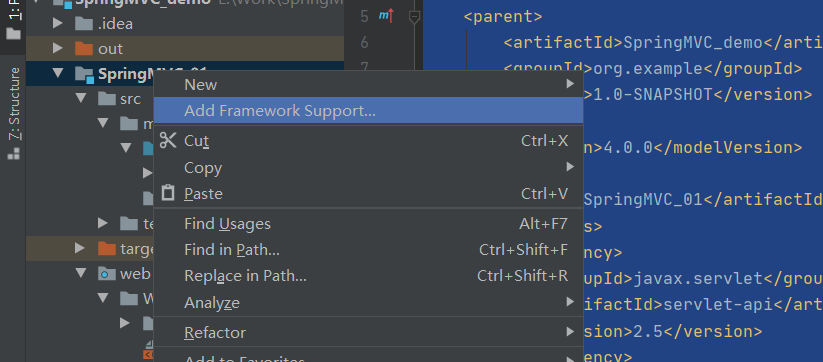 SpringMVC_demo E:\Work\SpringM
.idea
out
SpringMVC_01
src
m
te
targe
web
W
1: P
7: Structure
New
Add Framework Support...
Cut Ctrl+X
Copy
Paste Ctrl+V
Find Usages Alt+F7
Find in Path... Ctrl+Shift+F
Replace in Path... Ctrl+Shift+R
Analyze
Refactor
Add to Favorites
5 <parent>
6 <artifactId>SpringMVC_demo</arti
7 <groupId>org.example</groupId>
>1.0-SNAPSHOT</version>
n>4.0.0</modelVersion>
SpringMVC_01</artifactId
s>
ncy>
upId>javax.servlet</grou
ifactId>servlet-api</art
sion>2.5</version>
ency>